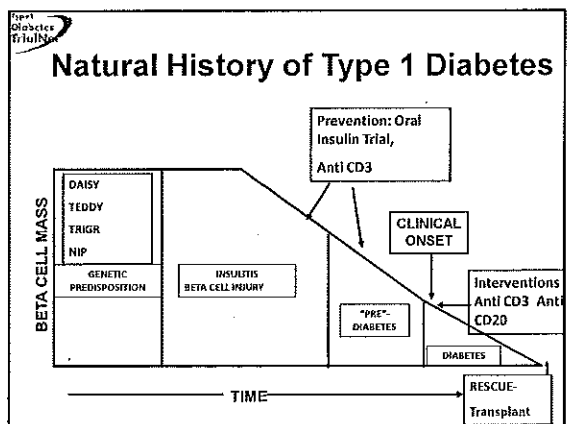 Type 1
Diabetes
TrialNet
Natural History of Type 1 Diabetes
Prevention: Oral
Insulin Trial,
Anti CD3
DAISY
TEDDY
TRIGR
NIP
CLINICAL
ONSET
BETA CELL MASS
GENETIC
PREDISPOSITION
INSULITIS
BETA CELL INJURY
Interventions
Anti CD3 Anti
CD20
"PRE"-
DIABETES
DIABETES
TIME
RESCUE-
Transplant